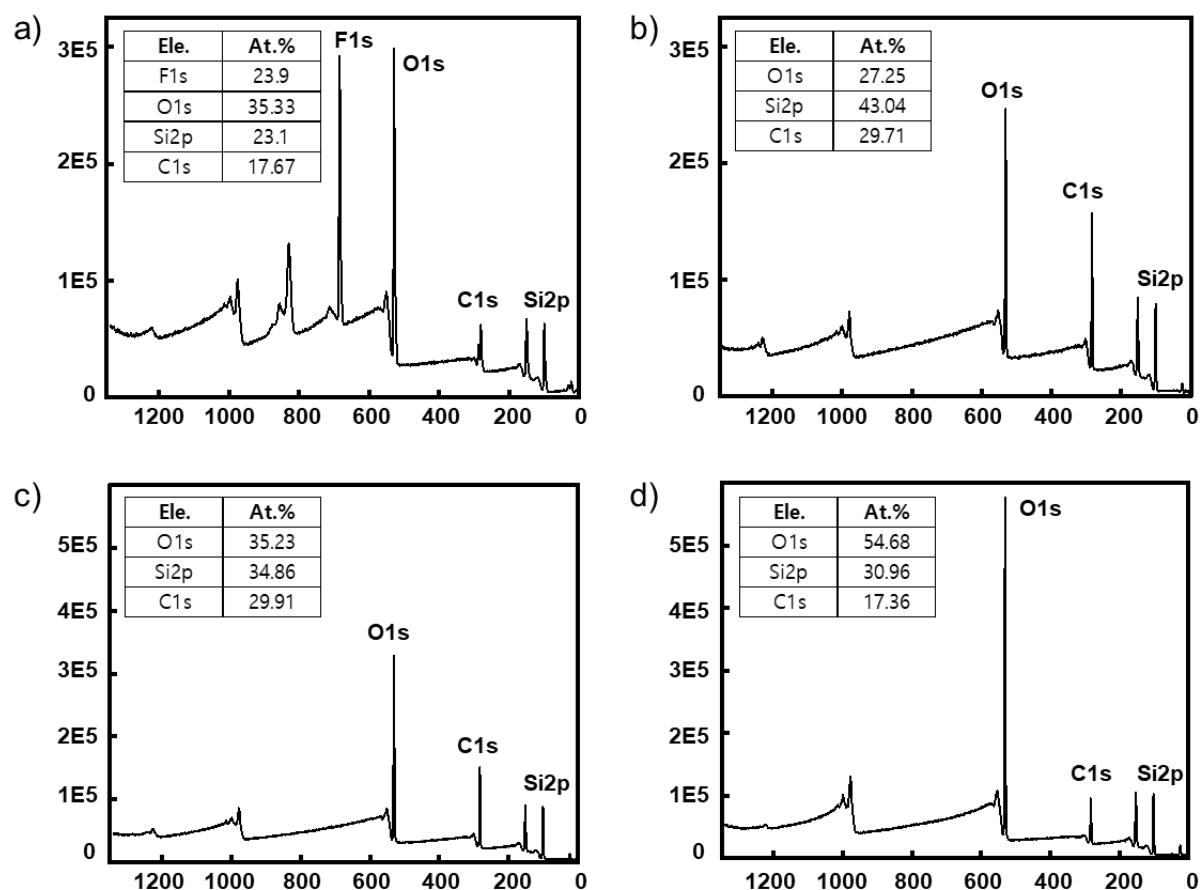 a)
Ele. At.%
F1s 23.9
O1s 35.33
Si2p 23.1
C1s 17.67
F1s
O1s
C1s
Si2p
3E5
2E5
1E5
0
1200 1000 800 600 400 200 0
b)
Ele. At.%
O1s 27.25
Si2p 43.04
C1s 29.71
O1s
C1s
Si2p
3E5
2E5
1E5
0
1200 1000 800 600 400 200 0
c)
Ele. At.%
O1s 35.23
Si2p 34.86
C1s 29.91
O1s
C1s
Si2p
5E5
4E5
3E5
2E5
1E5
0
1200 1000 800 600 400 200 0
d)
Ele. At.%
O1s 54.68
Si2p 30.96
C1s 17.36
O1s
C1s
Si2p
5E5
4E5
3E5
2E5
1E5
0
1200 1000 800 600 400 200 0